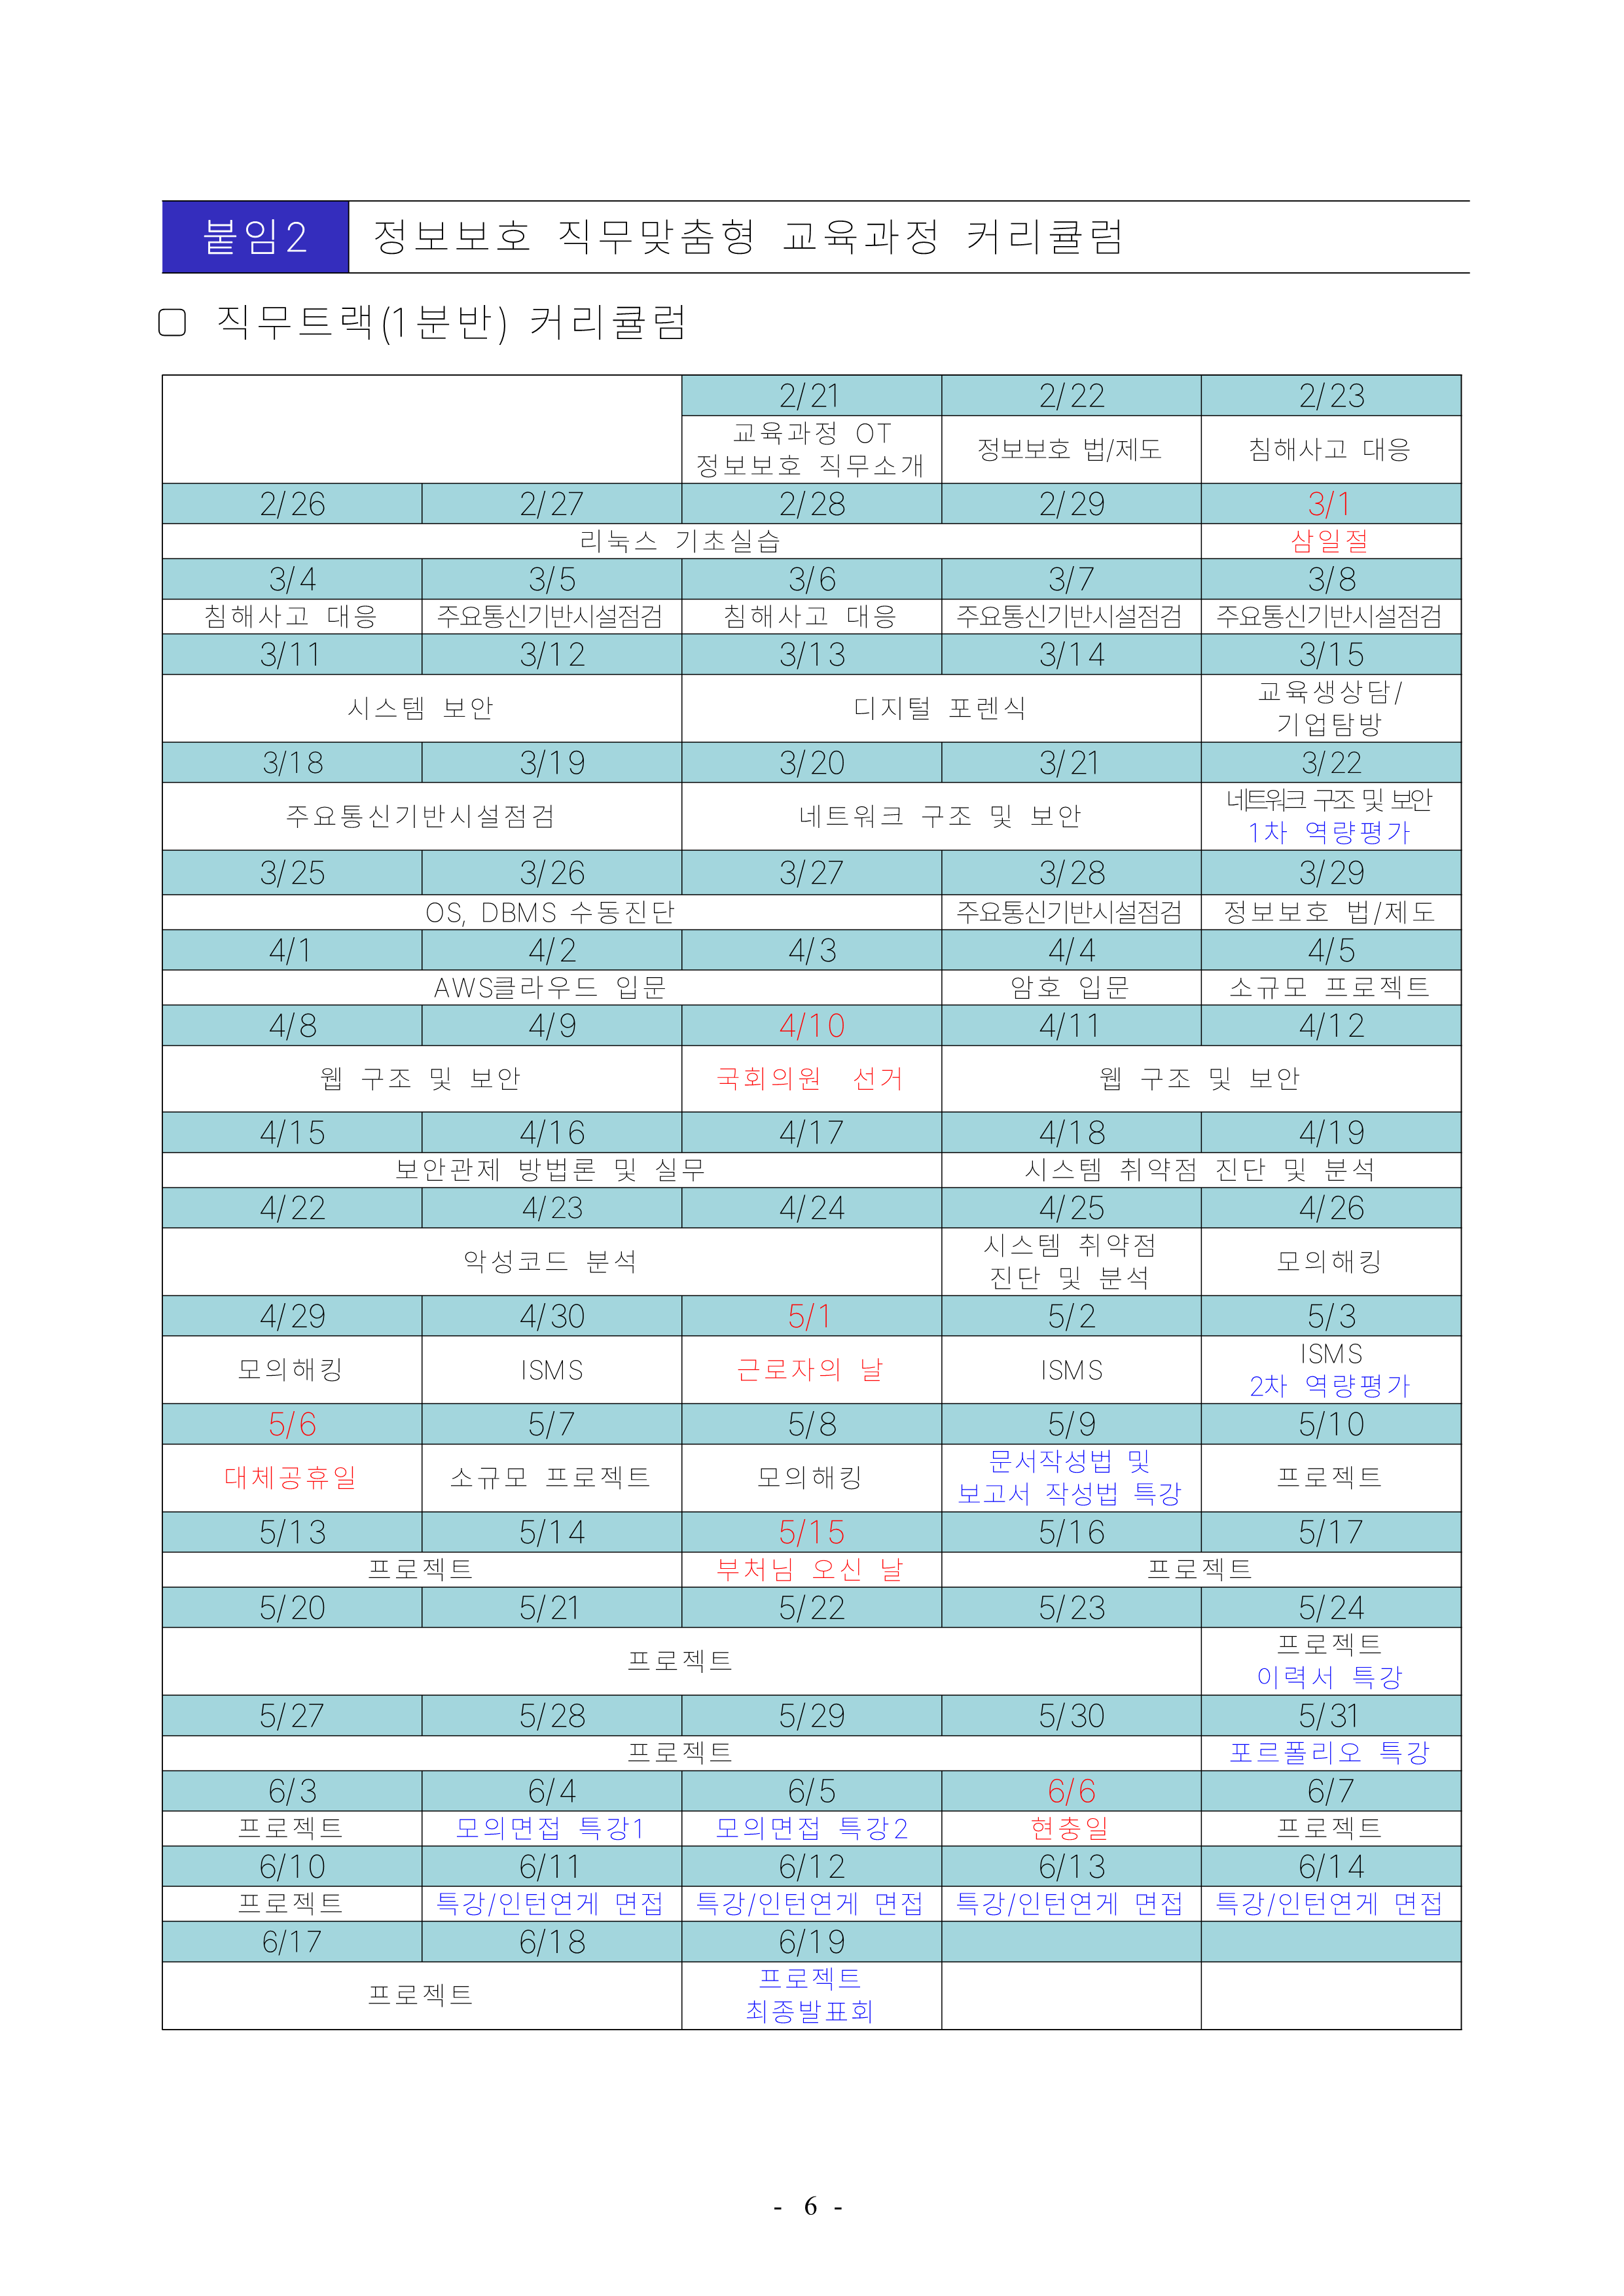 붙임2 정보보호 직무맞춤형 교육과정 커리큘럼
▢ 직무트랙(1분반) 커리큘럼
2/21 2/22 2/23
교육과정 OT
정보보호 직무소개
정보보호 법/제도
침해사고 대응
2/26 2/27 2/28 2/29 3/1
리눅스 기초실습 삼일절
3/4 3/5 3/6 3/7 3/8
침해사고 대응 주요통신기반시설점검 침해사고 대응 주요통신기반시설점검 주요통신기반시설점검
3/11 3/12 3/13 3/14 3/15
시스템 보안 디지털 포렌식
교육생상담/
기업탐방
3/18 3/19 3/20 3/21 3/22
주요통신기반시설점검 네트워크 구조 및 보안
네트워크 구조 및 보안
1차 역량평가
3/25 3/26 3/27 3/28 3/29
OS, DBMS 수동진단 주요통신기반시설점검 정보보호 법/제도
4/1 4/2 4/3 4/4 4/5
AWS클라우드 입문 암호 입문 소규모 프로젝트
4/8 4/9 4/10 4/11 4/12
웹 구조 및 보안 국회의원 선거 웹 구조 및 보안
4/15 4/16 4/17 4/18 4/19
보안관제 방법론 및 실무 시스템 취약점 진단 및 분석
4/22 4/23 4/24 4/25 4/26
악성코드 분석
시스템 취약점
진단 및 분석
모의해킹
4/29 4/30 5/1 5/2 5/3
모의해킹 ISMS 근로자의 날 ISMS
ISMS
2차 역량평가
5/6 5/7 5/8 5/9 5/10
대체공휴일 소규모 프로젝트 모의해킹
문서작성법 및
보고서 작성법 특강
프로젝트
5/13 5/14 5/15 5/16 5/17
프로젝트 부처님 오신 날 프로젝트
5/20 5/21 5/22 5/23 5/24
프로젝트
프로젝트
이력서 특강
5/27 5/28 5/29 5/30 5/31
프로젝트 포르폴리오 특강
6/3 6/4 6/5 6/6 6/7
프로젝트 모의면접 특강1 모의면접 특강2 현충일 프로젝트
6/10 6/11 6/12 6/13 6/14
프로젝트 특강/인턴연게 면접 특강/인턴연게 면접 특강/인턴연게 면접 특강/인턴연게 면접
6/17 6/18 6/19
프로젝트
프로젝트
최종발표회
- 6 -